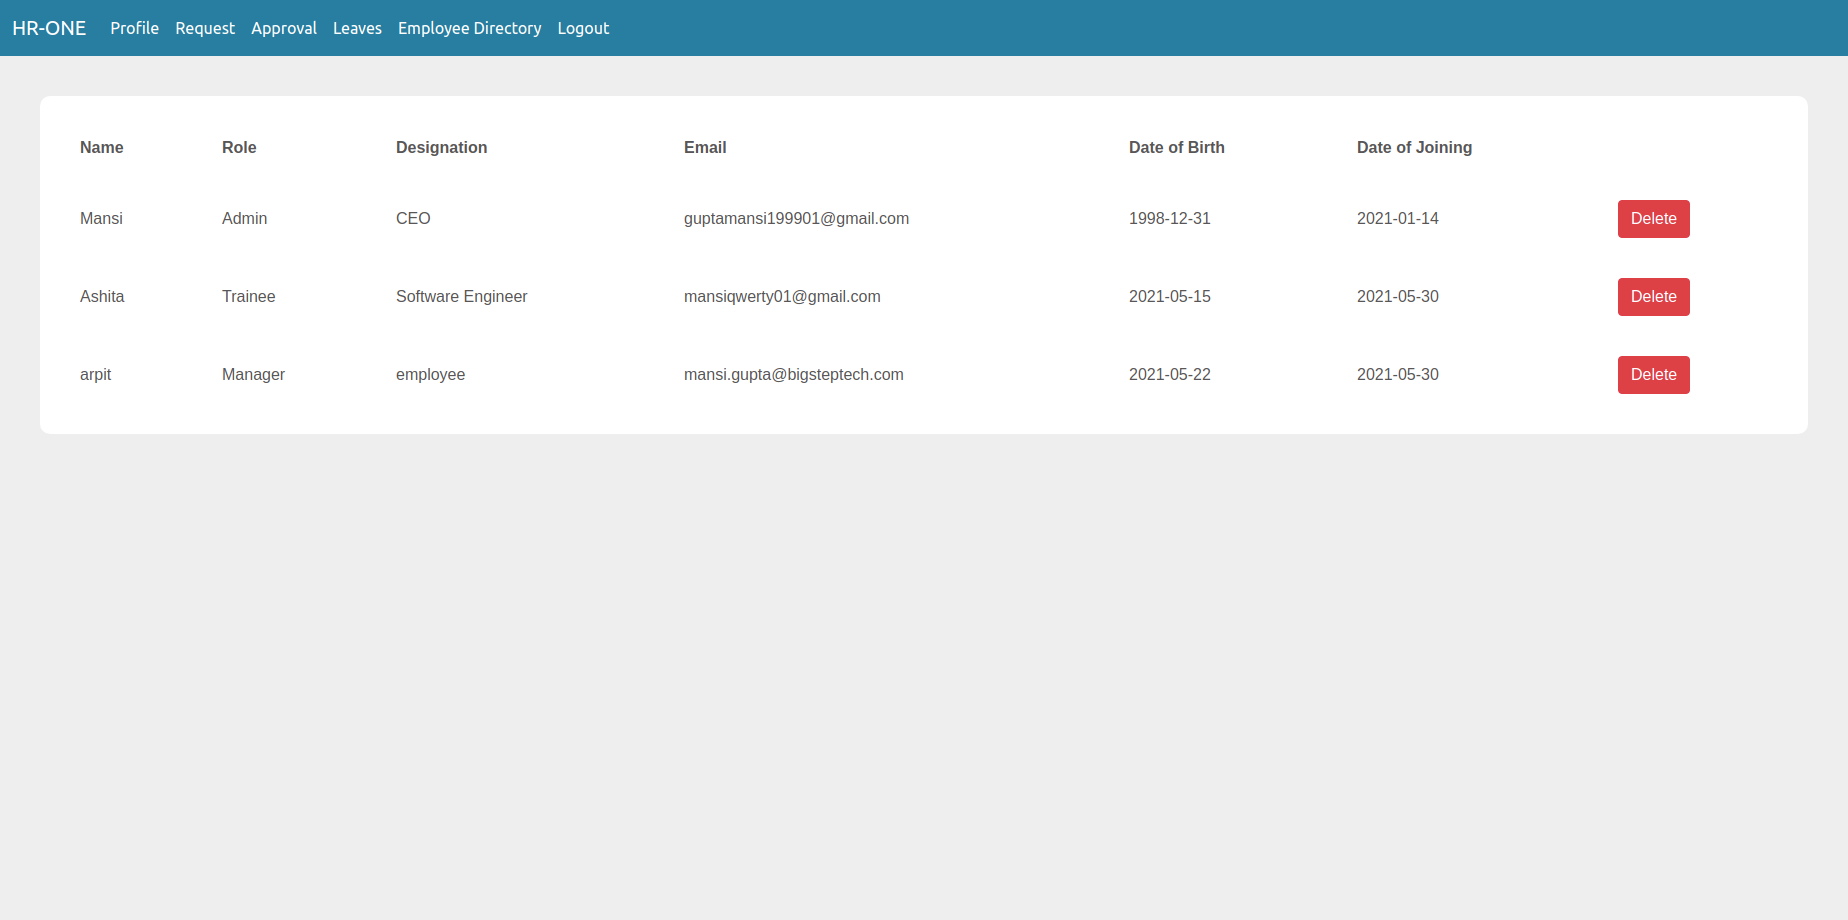 HR-ONE Profile Request Approval Leaves Employee Directory Logout
Name Role Designation Email Date of Birth Date of Joining
Mansi Admin CEO guptamansi199901@gmail.com 1998-12-31 2021-01-14 Delete
Ashita Trainee Software Engineer mansiqwerty01@gmail.com 2021-05-15 2021-05-30 Delete
arpit Manager employee mansi.gupta@bigsteptech.com 2021-05-22 2021-05-30 Delete